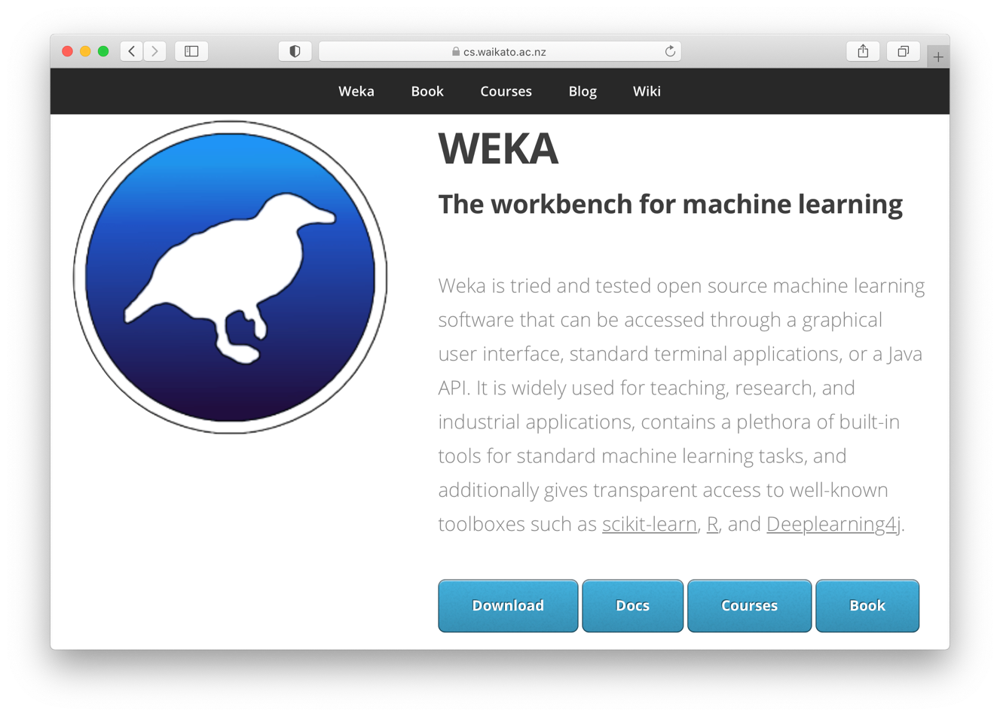 cs.waikato.ac.nz
Weka Book Courses Blog Wiki
WEKA
The workbench for machine learning
Weka is tried and tested open source machine learning
software that can be accessed through a graphical
user interface, standard terminal applications, or a Java
API. It is widely used for teaching, research, and
industrial applications, contains a plethora of built-in
tools for standard machine learning tasks, and
additionally gives transparent access to well-known
toolboxes such as scikit-learn, R, and Deeplearning4j.
Download Docs Courses Book